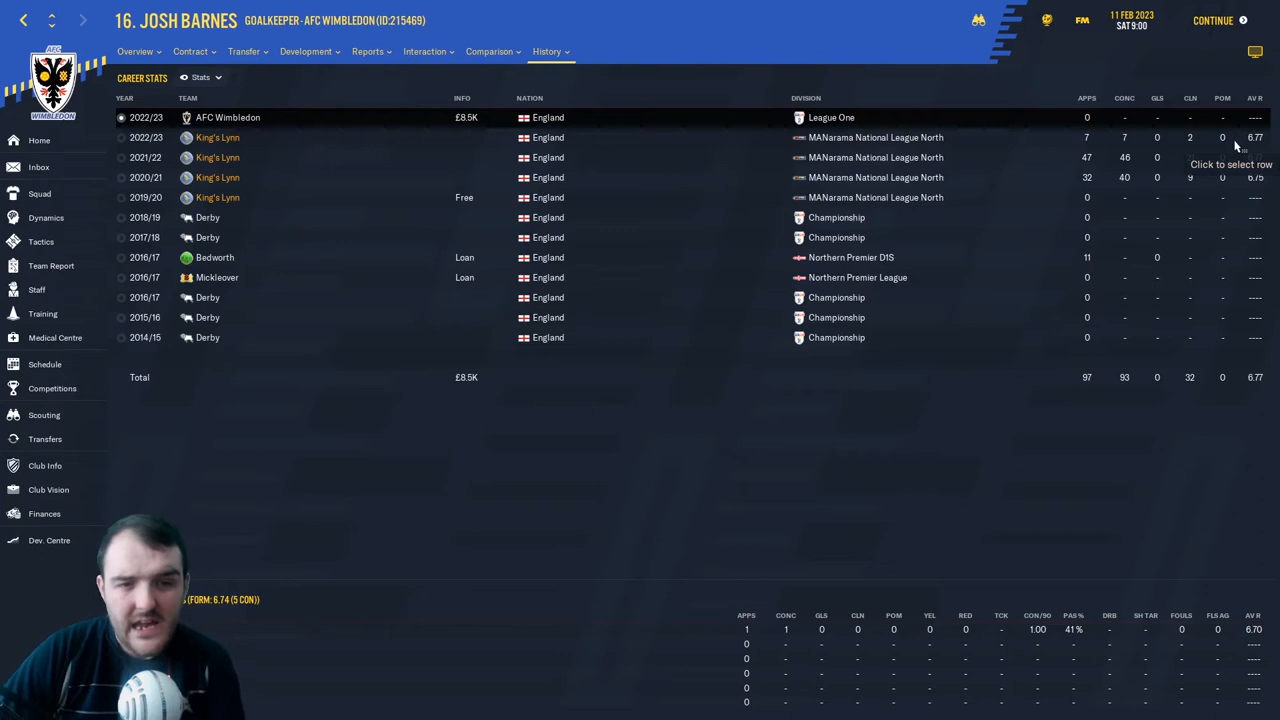 16. JOSH BARNES GOALKEEPER - AFC WIMBLEDON (ID:215469)
FM 11 FEB 2023 SAT 9:00 CONTINUE
AFC WIMBLEDON
Overview Contract Transfer Development Reports Interaction Comparison History
CAREER STATS Stats
YEAR TEAM INFO NATION DIVISION APPS CONC GLS CLN POM AV R
2022/23 AFC Wimbledon £8.5K England League One 0 - - - - ----
2022/23 King's Lynn England MANarama National League North 7 7 0 2 0 6.77
2021/22 King's Lynn England MANarama National League North 47 46 0
Click to select row
2020/21 King's Lynn England MANarama National League North 32 40 0 9 0 6.75
2019/20 King's Lynn Free England MANarama National League North 0 - - - - ----
2018/19 Derby England Championship 0 - - - - ----
2017/18 Derby England Championship 0 - - - - ----
2016/17 Bedworth Loan England Northern Premier D1S 11 - 0 - - ----
2016/17 Mickleover Loan England Northern Premier League 0 - - - - ----
2016/17 Derby England Championship 0 - - - - ----
2015/16 Derby England Championship 0 - - - - ----
2014/15 Derby England Championship 0 - - - - ----
Total £8.5K 97 93 0 32 0 6.77
Home
Inbox
Squad
Dynamics
Tactics
Team Report
Staff
Training
Medical Centre
Schedule
Competitions
Scouting
Transfers
Club Info
Club Vision
Finances
Dev. Centre
(FORM: 6.74 (5 CON))
APPS CONC GLS CLN POM YEL RED TCK CON/90 PAS % DRB SH TAR FOULS FLS AG AV R
1 1 0 0 0 0 0 - 1.00 41 % - - 0 0 6.70
0 - - - - - - - - - - - - - ----
0 - - - - - - - - - - - - - ----
0 - - - - - - - - - - - - - ----
0 - - - - - - - - - - - - - ----
0 - - - - - - - - - - - - - ----